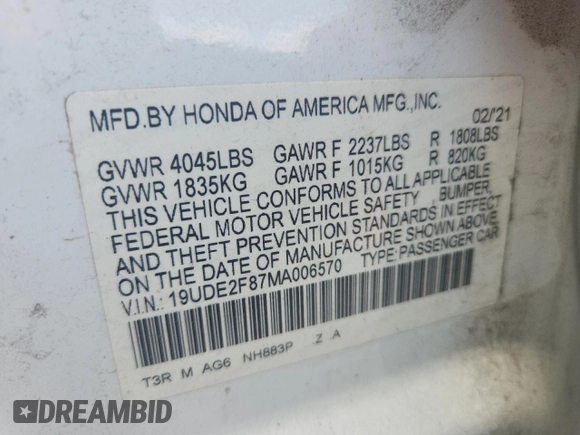 MFD.BY HONDA OF AMERICA MFG.,INC. 02/'21
GVWR 4045LBS GAWR F 2237LBS R 1808LBS
GVWR 1835KG GAWR F 1015KG R 820KG
THIS VEHICLE CONFORMS TO ALL APPLICABLE
FEDERAL MOTOR VEHICLE SAFETY , BUMPER,
AND THEFT PREVENTION STANDARDS IN EFFECT
ON THE DATE OF MANUFACTURE SHOWN ABOVE.
V.I.N.: 19UDE2F87MA006570 TYPE:PASSENGER CAR
T3R M AG6 NH883P Z A
DREAMBID